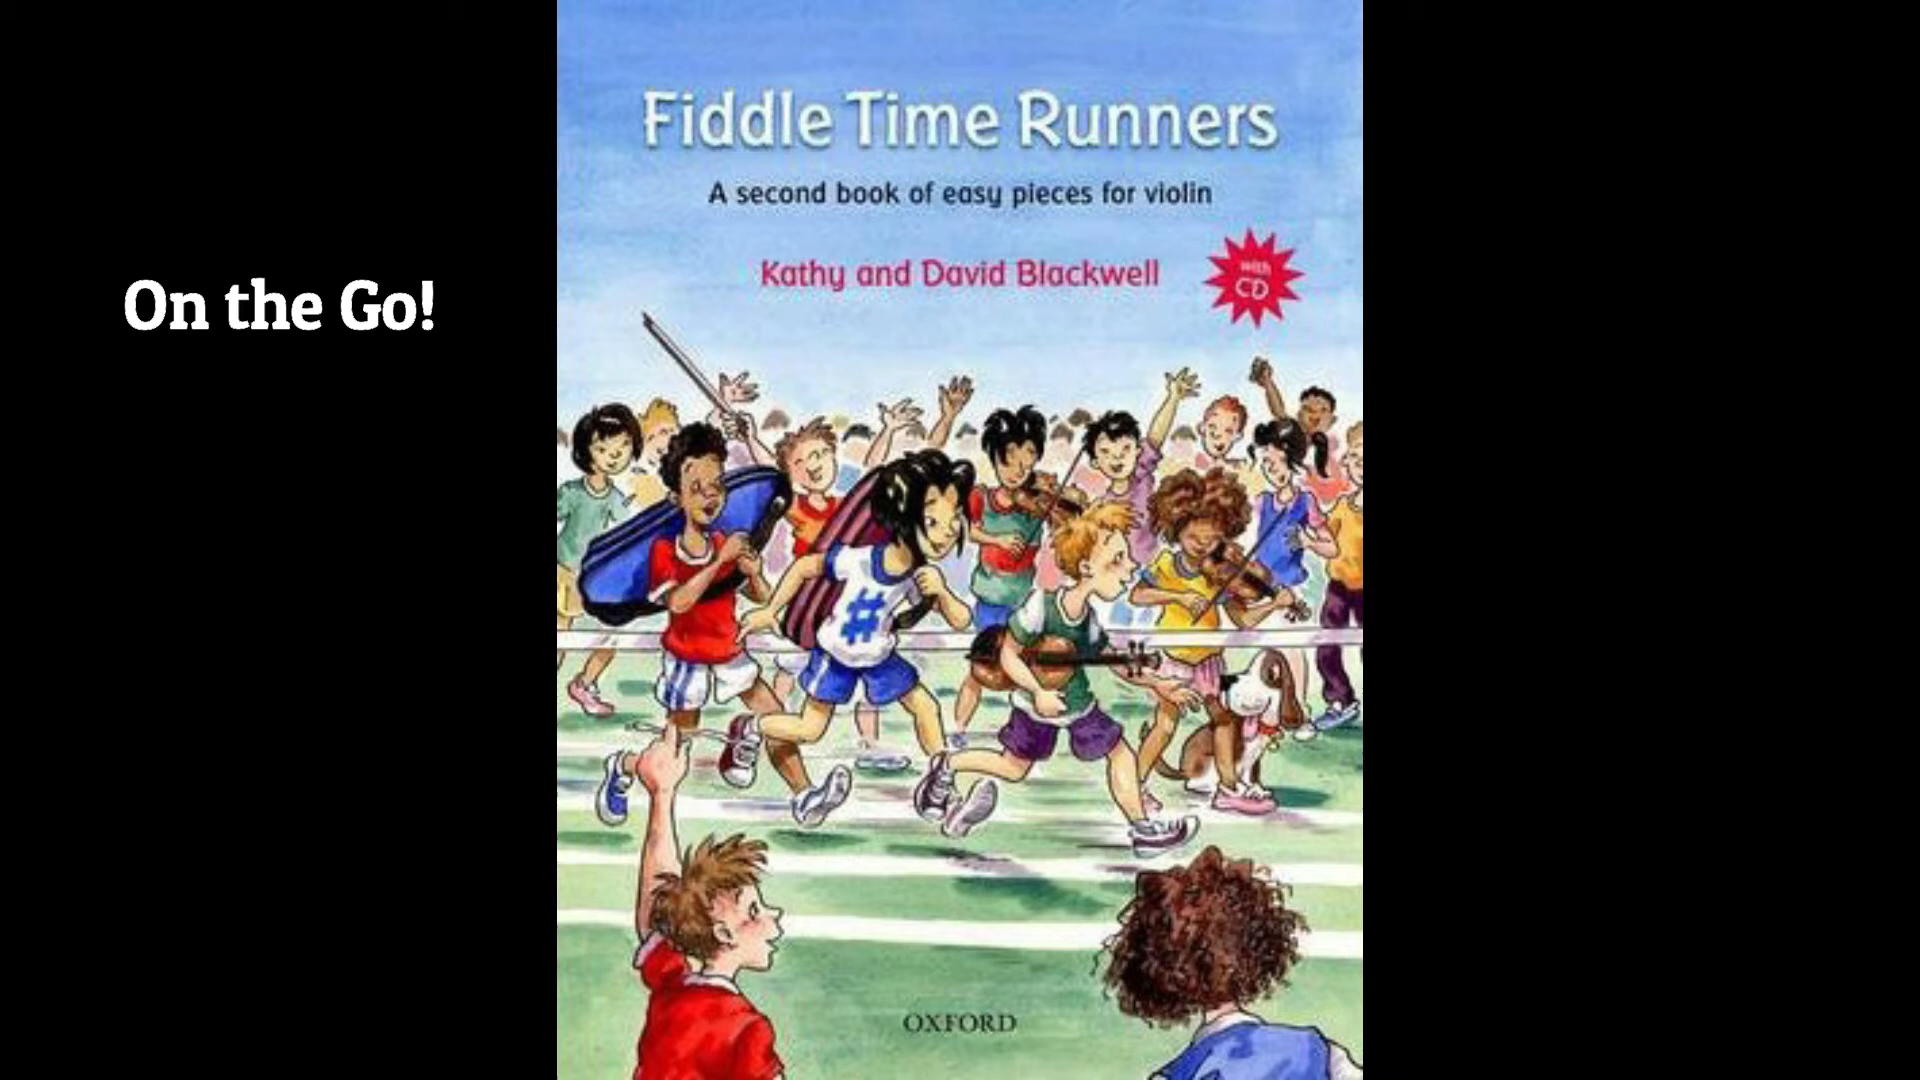 On the Go!
Fiddle Time Runners
A second book of easy pieces for violin
Kathy and David Blackwell
with
CD
#
OXFORD